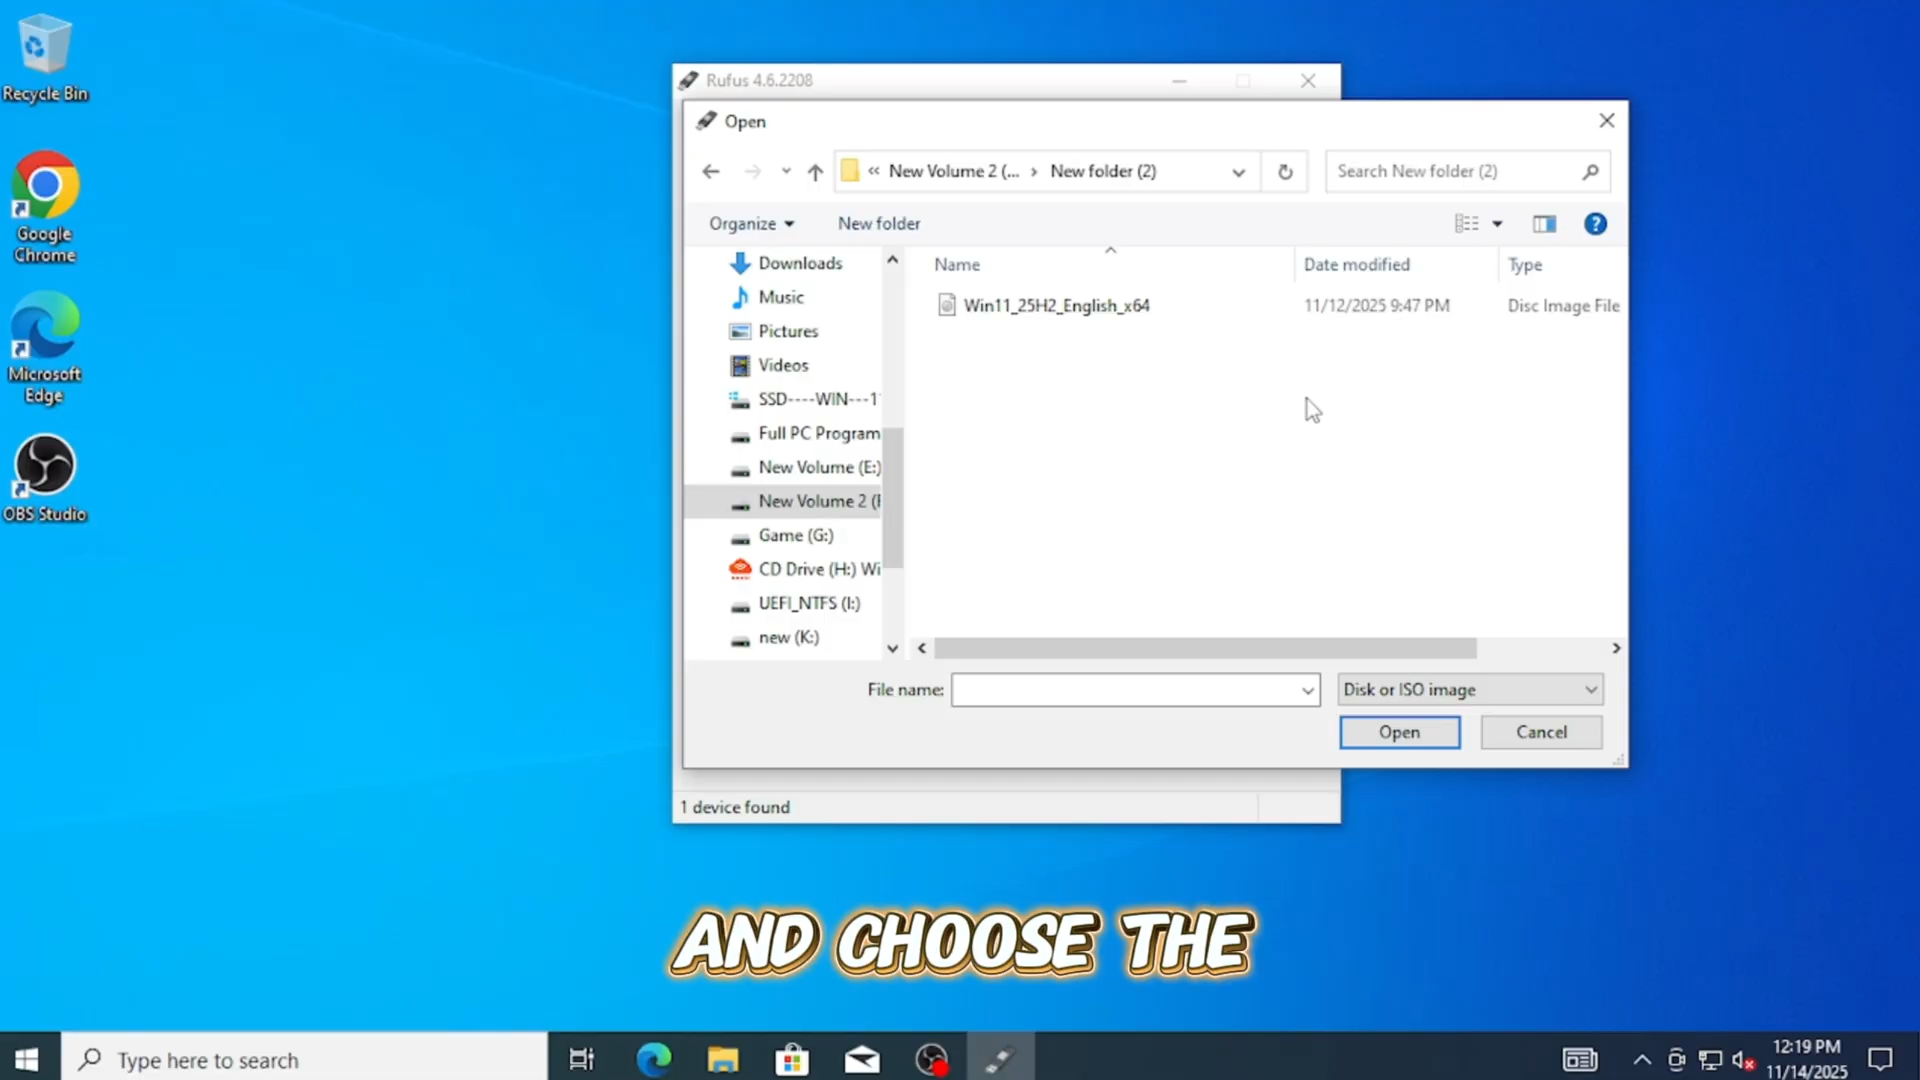 Recycle Bin
Google
Chrome
Microsoft
Edge
OBS Studio
Rufus 4.6.2208
Open
« New Volume 2 (... › New folder (2)
Search New folder (2)
Organize
New folder
Downloads
Music
Pictures
Videos
SSD----WIN---1
Full PC Program
New Volume (E:)
New Volume 2 (
Game (G:)
CD Drive (H:) Wi
UEFI_NTFS (I:)
new (K:)
Name Date modified Type
Win11_25H2_English_x64 11/12/2025 9:47 PM Disc Image File
File name:
Disk or ISO image
Open Cancel
1 device found
AND CHOOSE THE
Type here to search
12:19 PM
11/14/2025